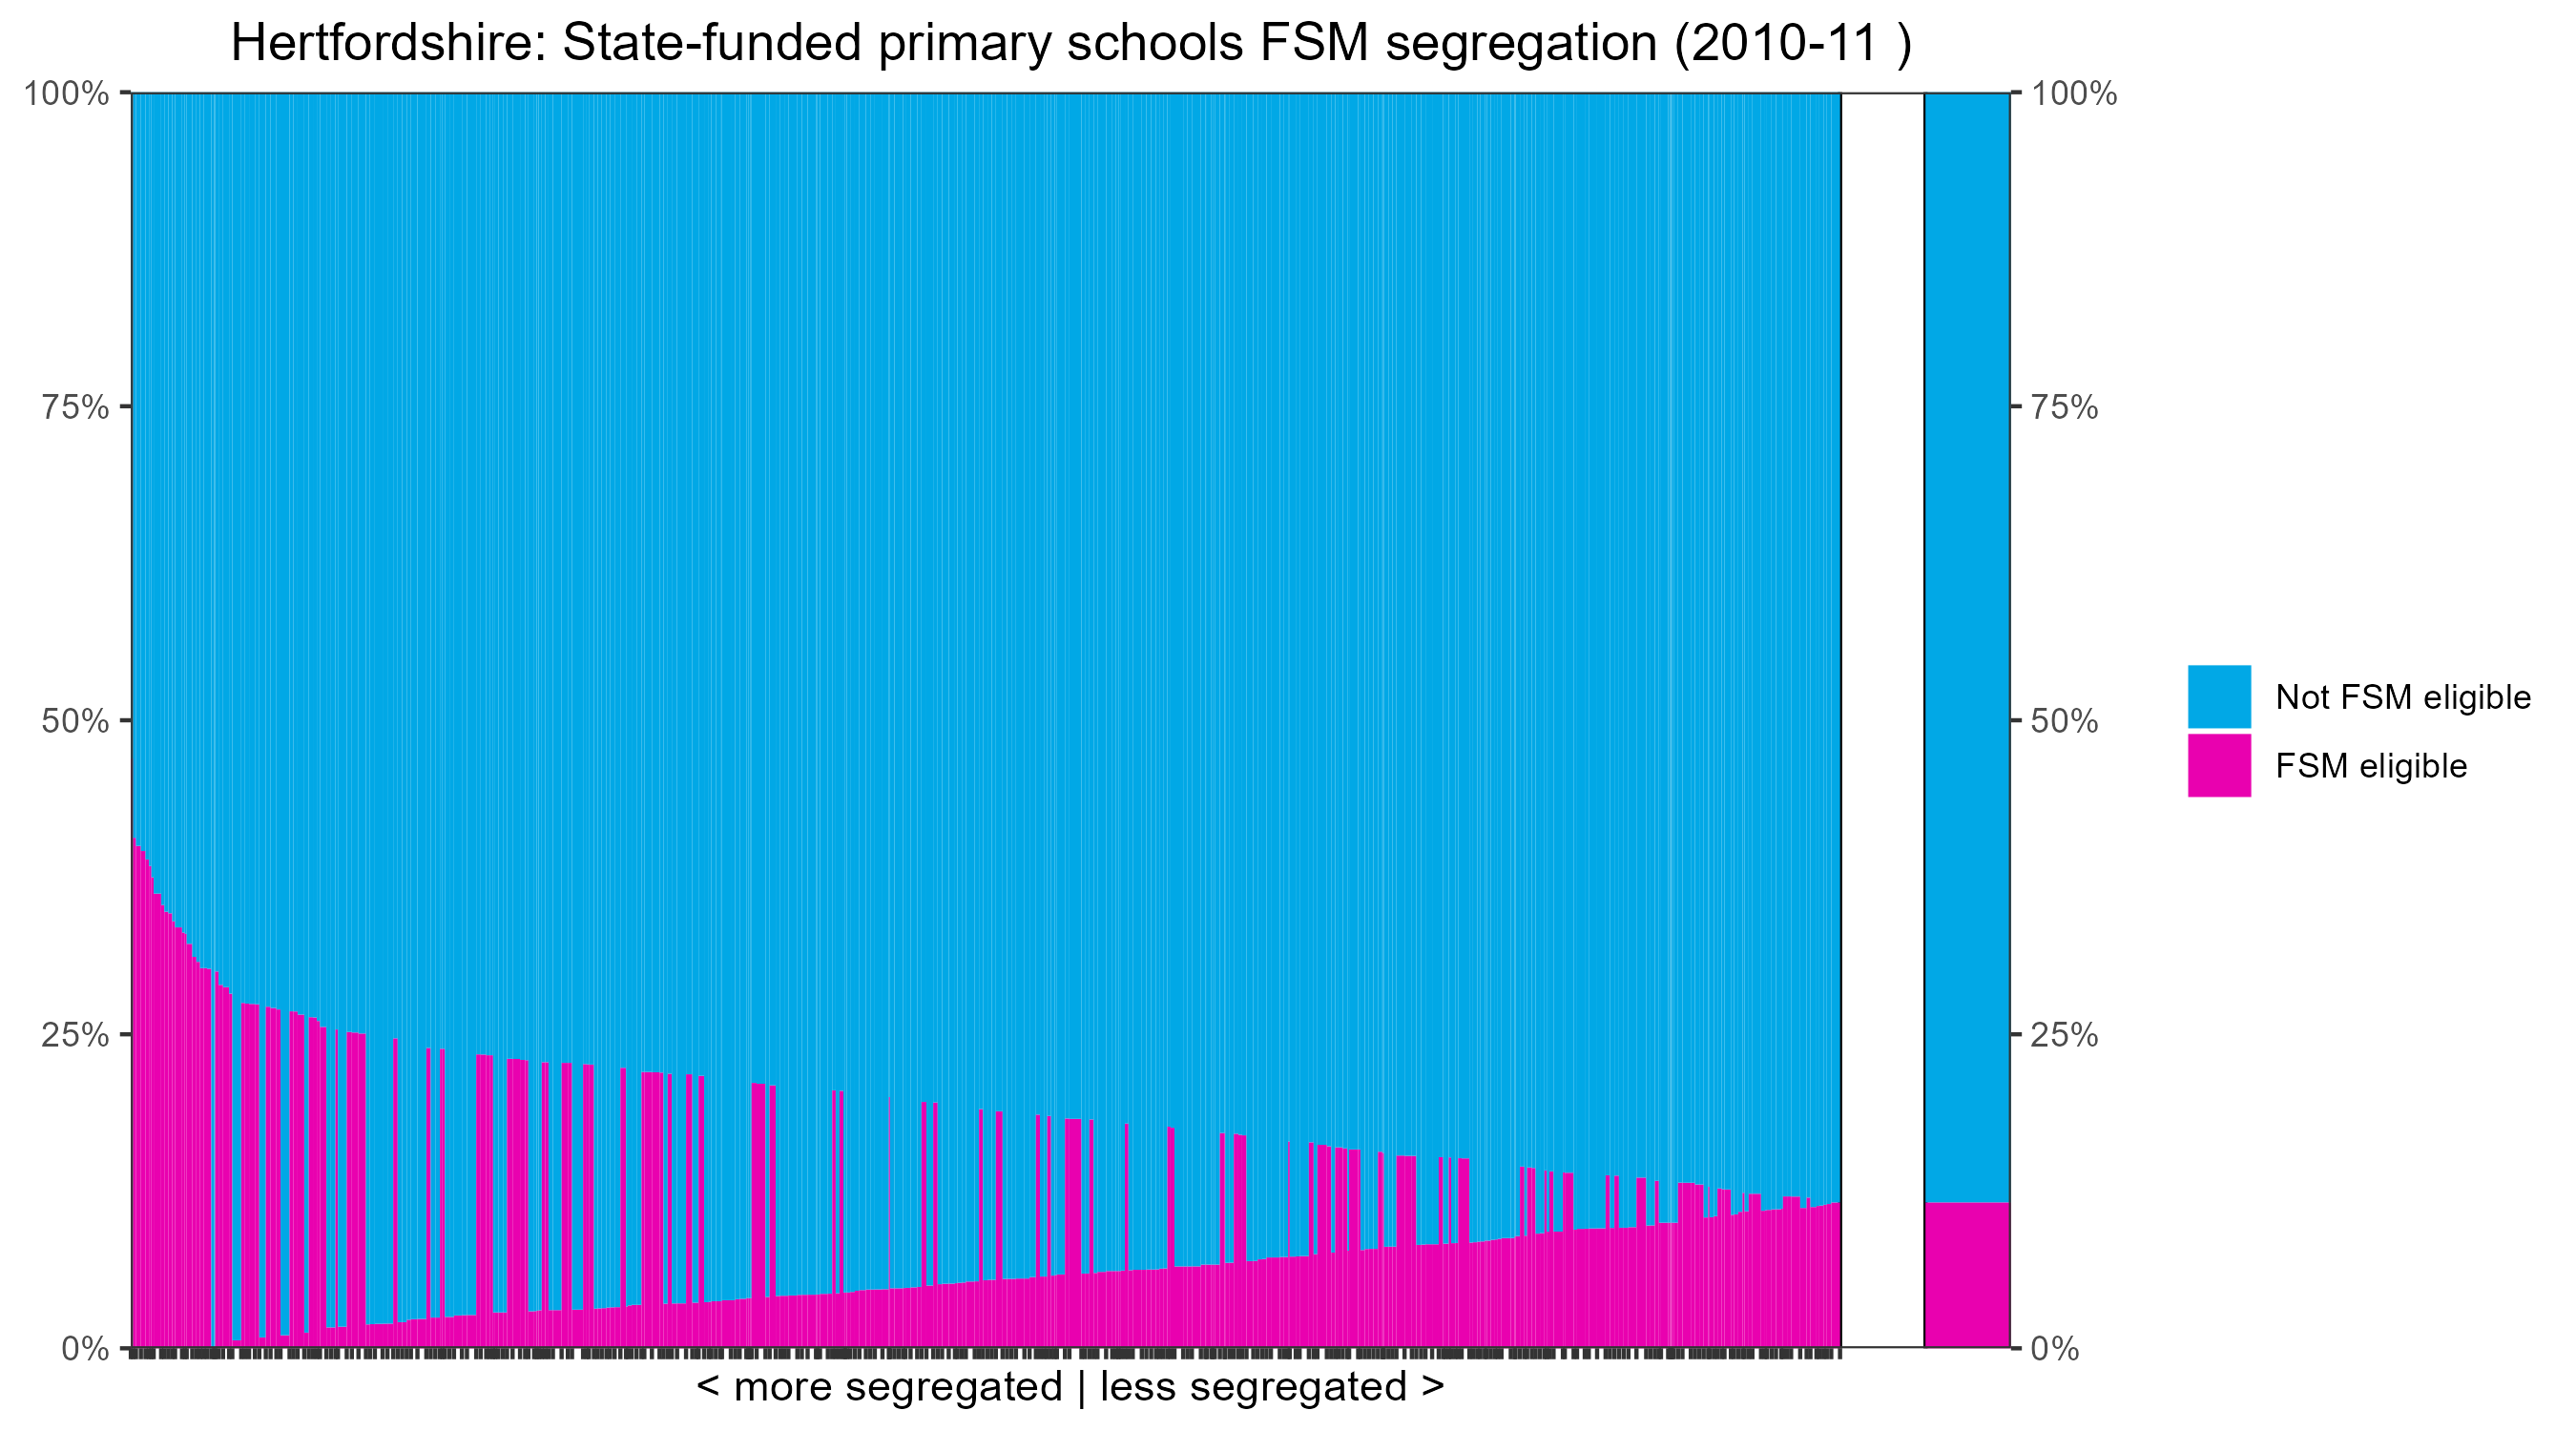 Hertfordshire: State-funded primary schools FSM segregation (2010-11 )
100%
75%
50%
25%
0%
100%
75%
50%
25%
0%
Not FSM eligible
FSM eligible
< more segregated | less segregated >